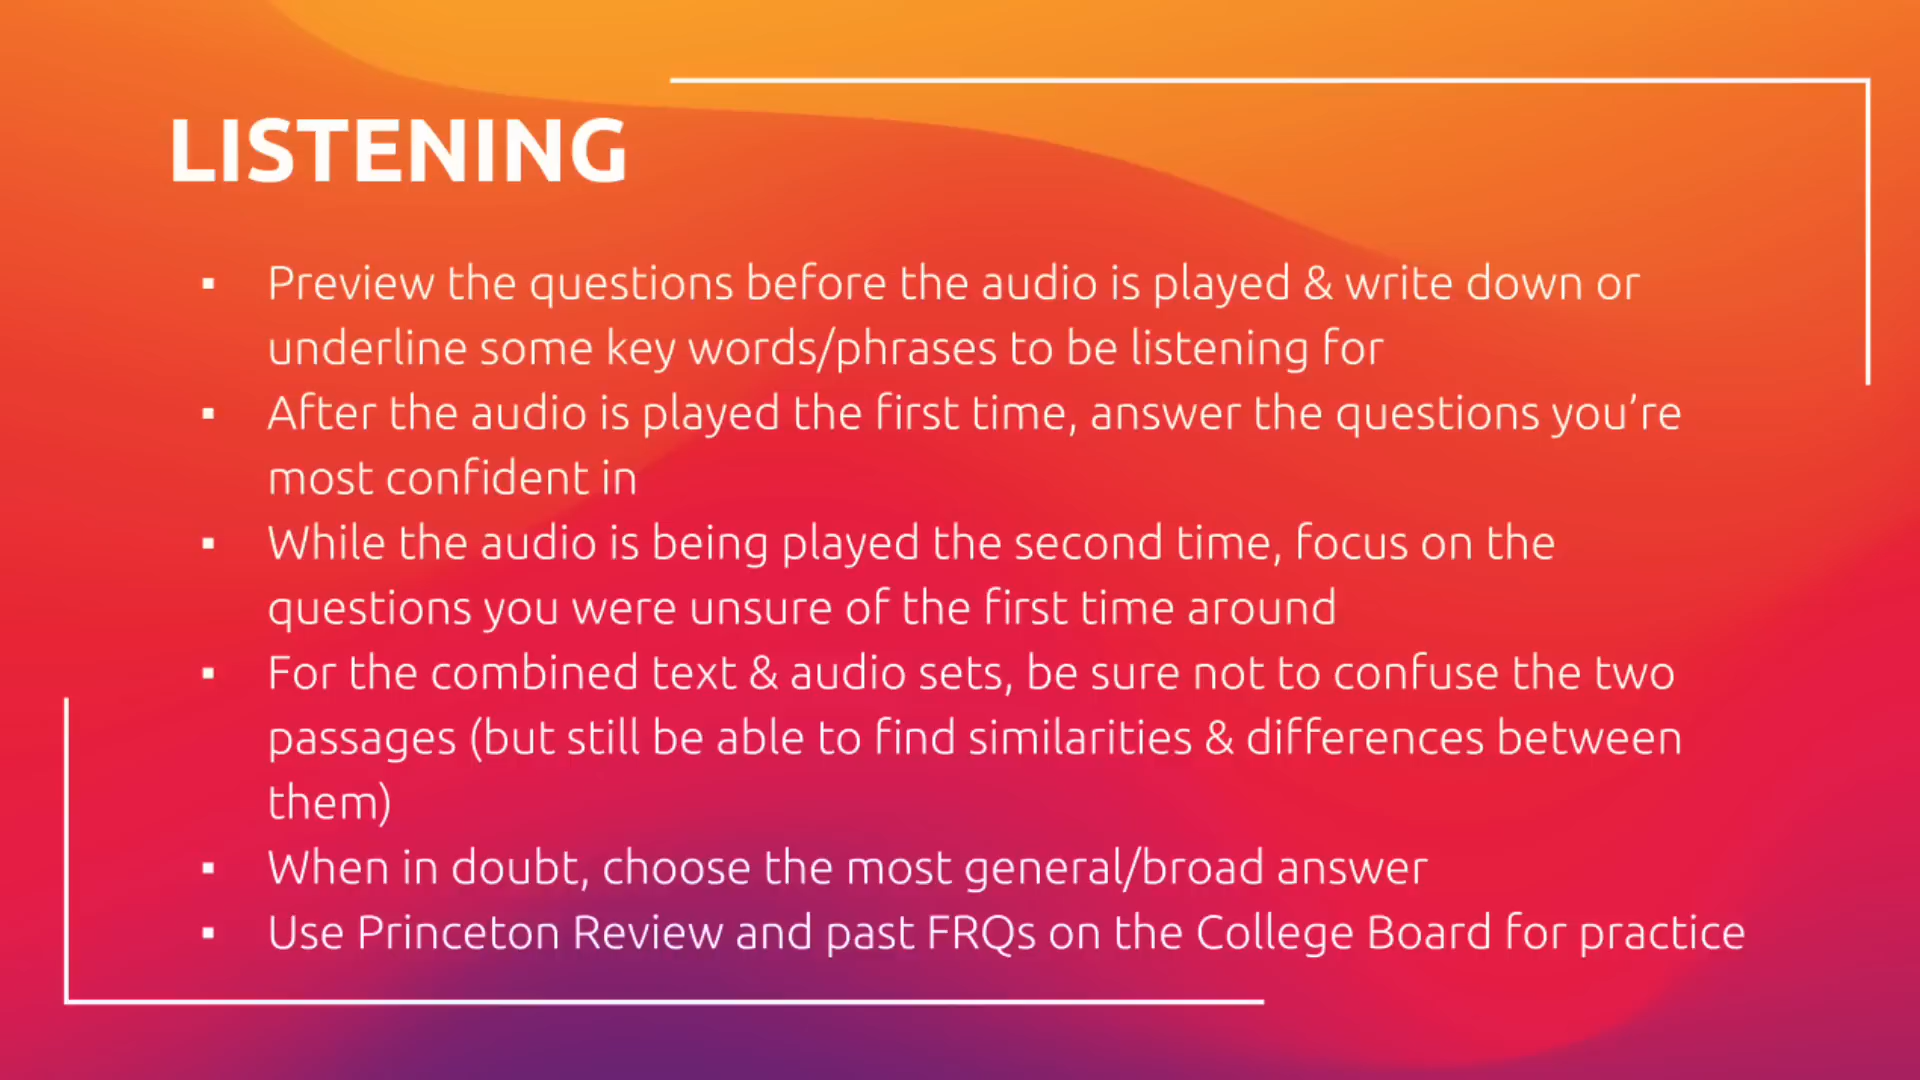 LISTENING
▪ Preview the questions before the audio is played & write down or
underline some key words/phrases to be listening for
▪ After the audio is played the first time, answer the questions you’re
most confident in
▪ While the audio is being played the second time, focus on the
questions you were unsure of the first time around
▪ For the combined text & audio sets, be sure not to confuse the two
passages (but still be able to find similarities & differences between
them)
▪ When in doubt, choose the most general/broad answer
▪ Use Princeton Review and past FRQs on the College Board for practice